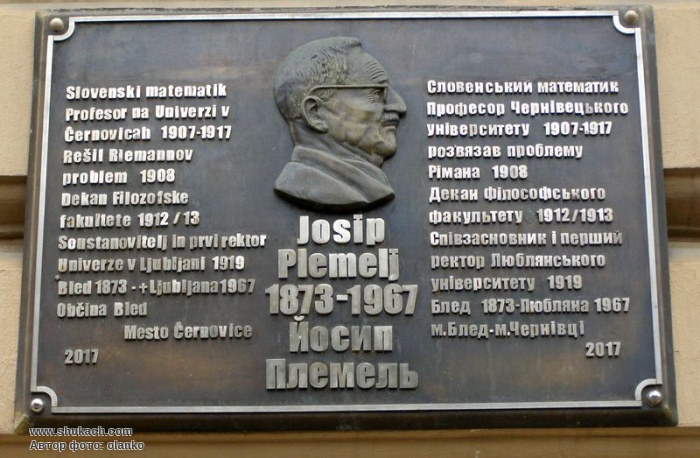 Slovenski matematik
Profesor na Univerzi v
Černovicah 1907-1917
Rešil Riemannov
problem 1908
Dekan Filozofske
fakultete 1912/13
Soustanovitelj in prvi rektor
Univerze v Ljubljani 1919
Bled 1873 - +Ljubljana1967
Občina Bled
Mesto Černovice
2017
Josip
Plemelj
1873-1967
Йосип
Племель
Словенський математик
Професор Чернівецького
університету 1907-1917
розвязав проблему
Рімана 1908
Декан Філософського
факультету 1912/1913
Співзасновник і перший
ректор Люблянського
університету 1919
Блед 1873-Любляна 1967
м.Блед-м.Чернівці
2017
www.shukach.com
Автор фото: olanko